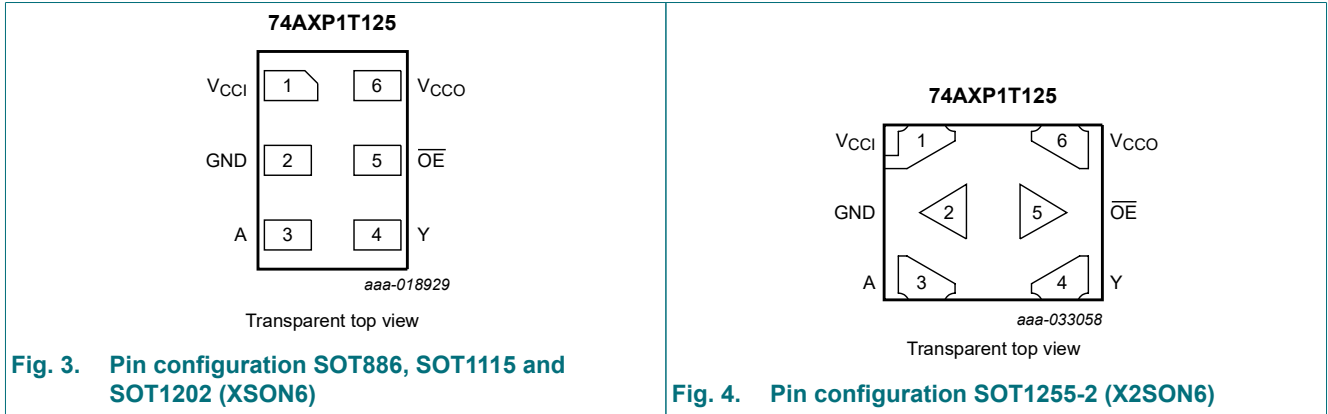 74AXP1T125
VCCI 1 6 VCCO
GND 2 5 OE
A 3 4 Y
aaa-018929
Transparent top view
Fig. 3. Pin configuration SOT886, SOT1115 and
SOT1202 (XSON6)
74AXP1T125
VCCI 1 6 VCCO
GND 2 5 OE
A 3 4 Y
aaa-033058
Transparent top view
Fig. 4. Pin configuration SOT1255-2 (X2SON6)